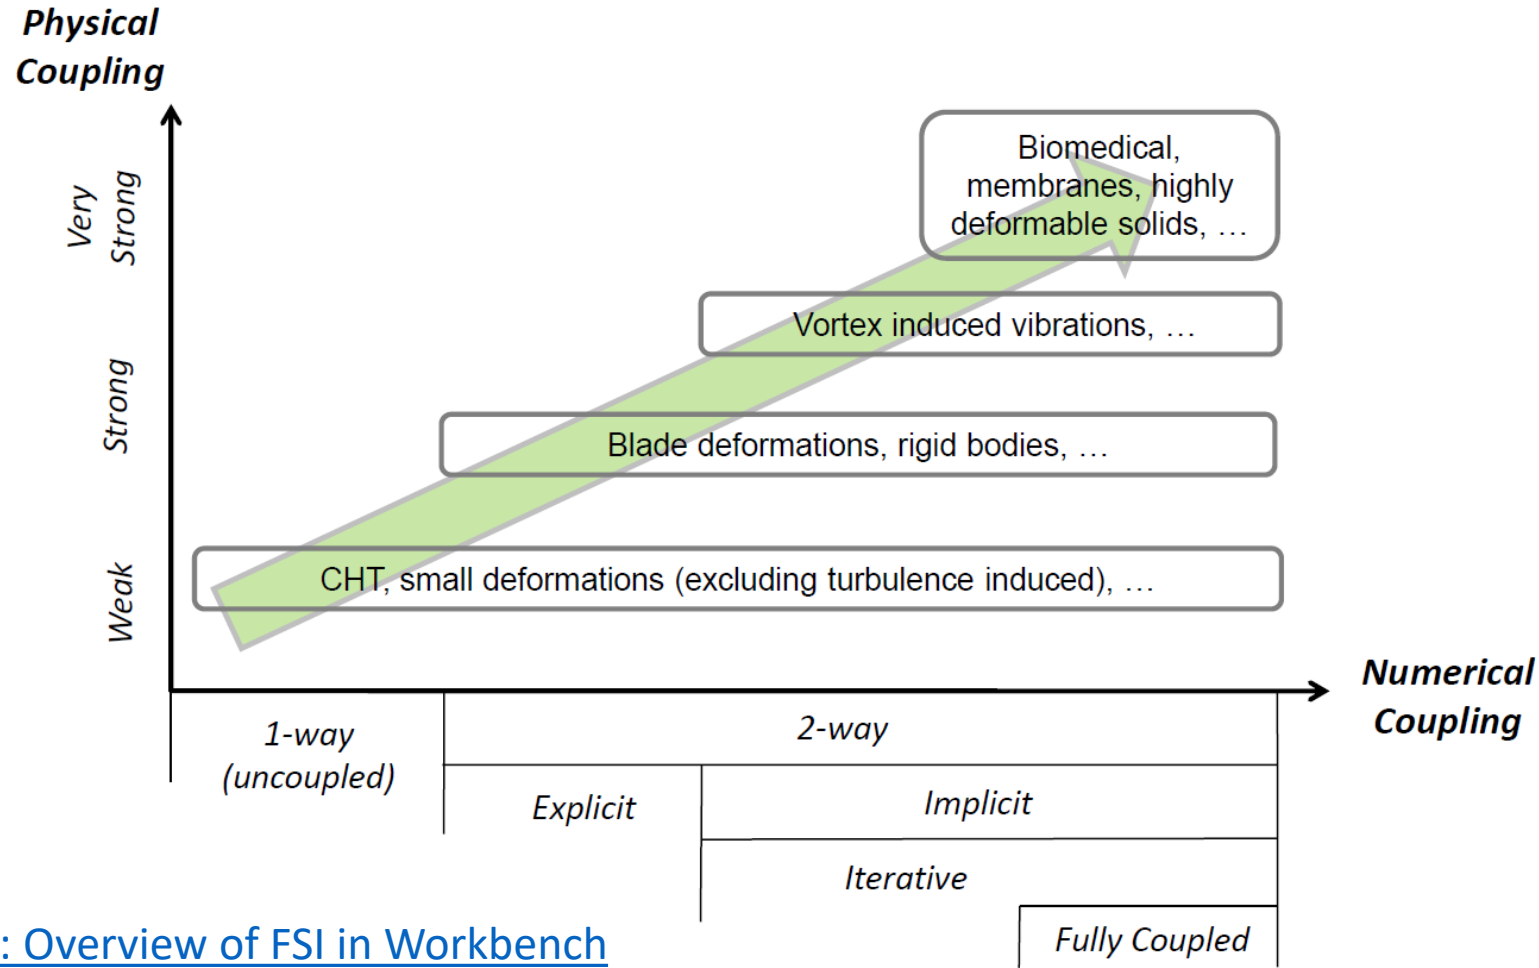 Physical
Coupling
Very
Strong
Biomedical,
membranes, highly
deformable solids, …
Vortex induced vibrations, …
Strong
Blade deformations, rigid bodies, …
Weak
CHT, small deformations (excluding turbulence induced), …
Numerical
Coupling
1-way
(uncoupled)
2-way
Explicit
Implicit
Iterative
Fully Coupled
: Overview of FSI in Workbench